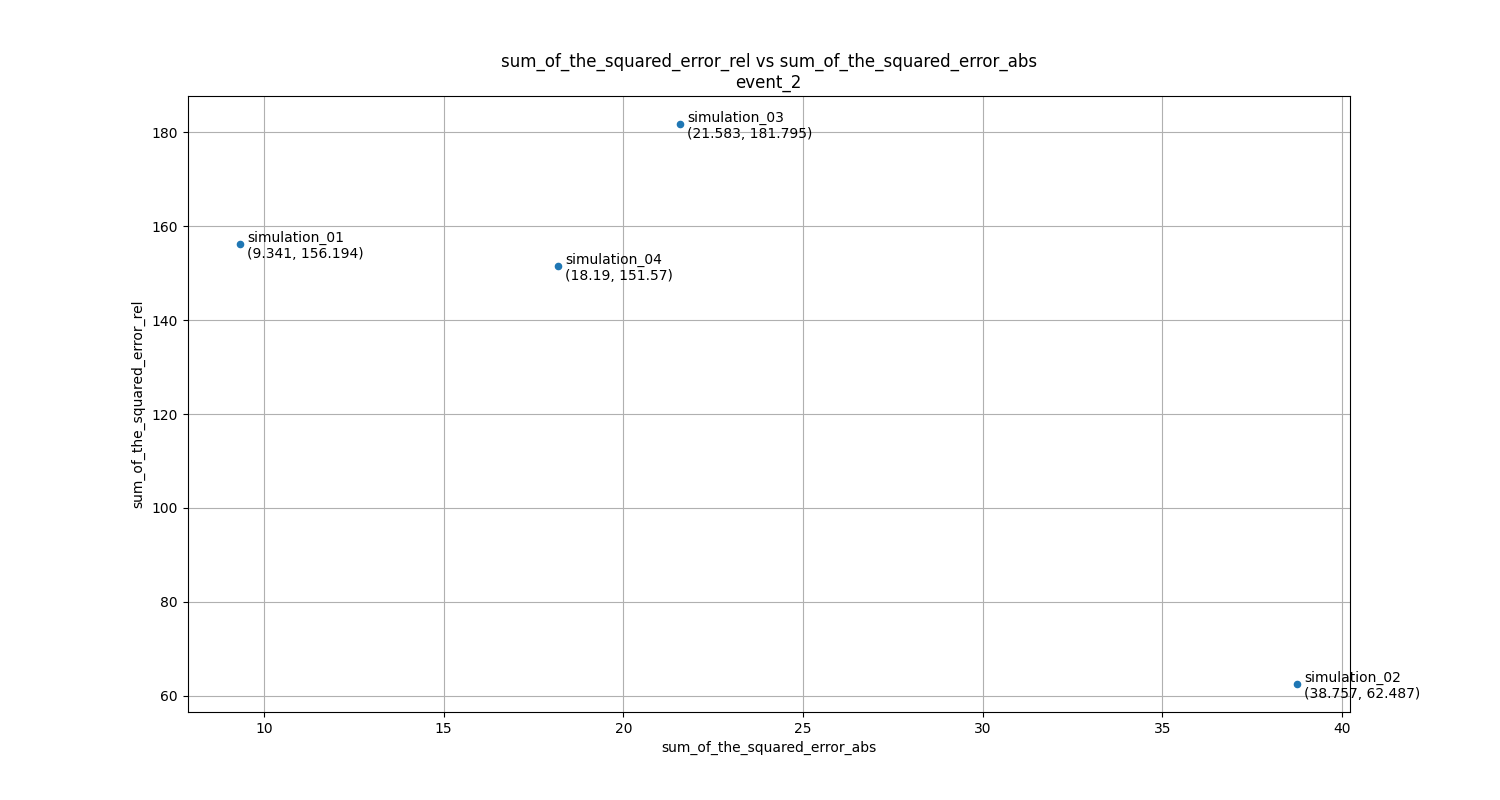 sum_of_the_squared_error_rel vs sum_of_the_squared_error_abs
event_2
sum_of_the_squared_error_rel
180
160
140
120
100
80
60
simulation_03
(21.583, 181.795)
simulation_01
(9.341, 156.194)
simulation_04
(18.19, 151.57)
simulation_02
(38.757, 62.487)
10 15 20 25 30 35 40
sum_of_the_squared_error_abs